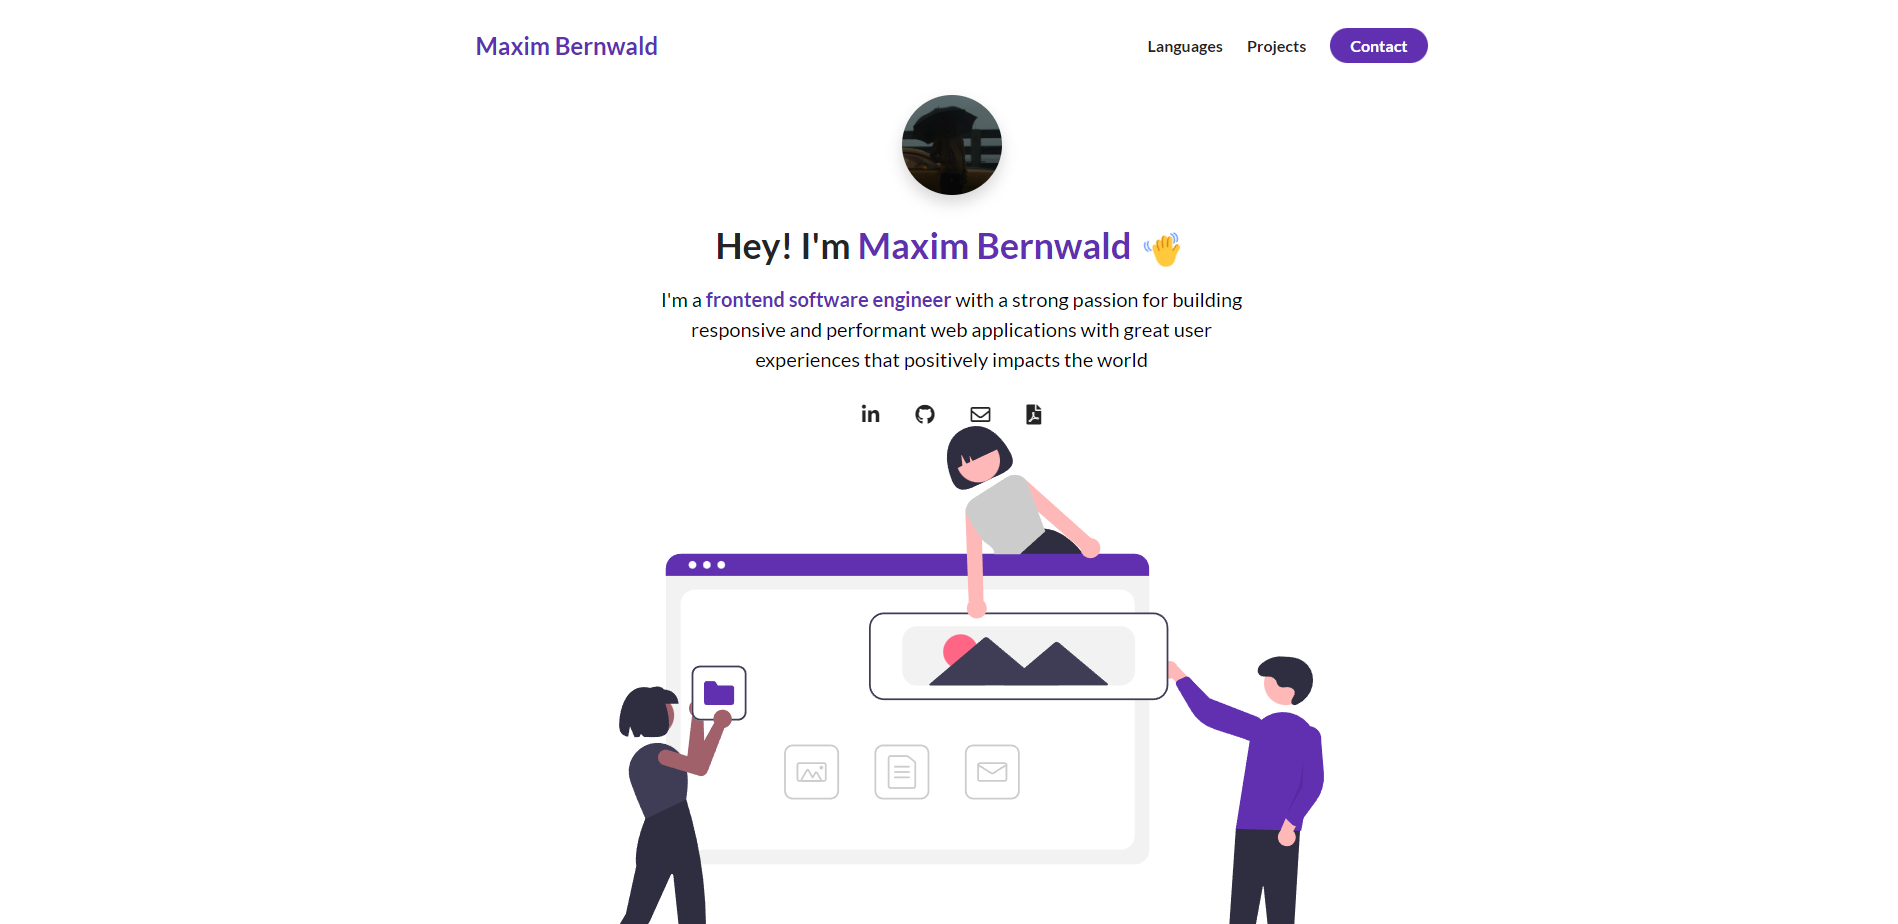 Maxim Bernwald
Languages Projects Contact
Hey! I'm Maxim Bernwald 👋
I'm a frontend software engineer with a strong passion for building
responsive and performant web applications with great user
experiences that positively impacts the world